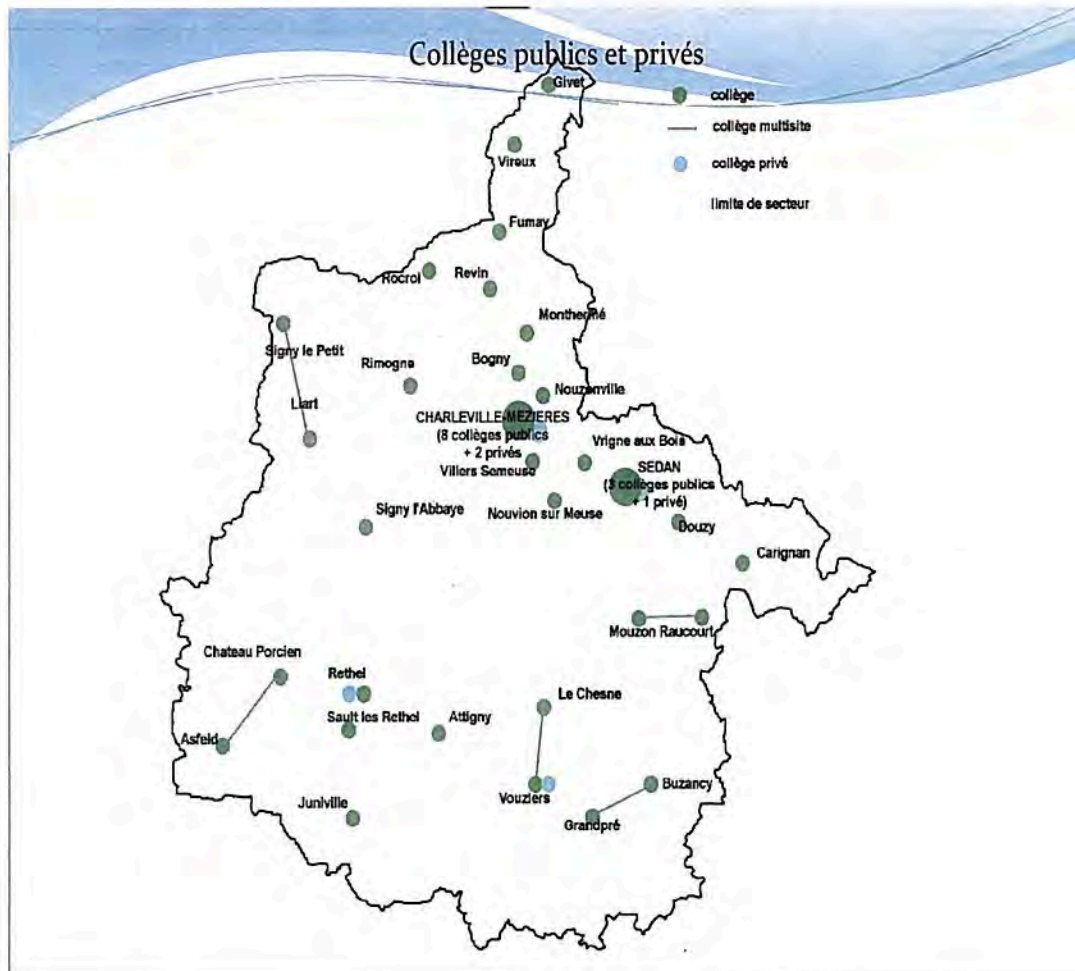 Collèges publics et privés
Givet
collège
collège multisite
Vireux
collège privé
limite de secteur
Fumay
Rocroi
Revin
Monthermé
Signy le Petit
Rimogne
Bogny
Nouzonville
Liart
CHARLEVILLE-MEZIERES
(8 collèges publics
+ 2 privés
Vrigne aux Bois
Villers Semeuse
SEDAN
(3 collèges publics
+ 1 privé)
Signy l'Abbaye
Nouvion sur Meuse
Douzy
Carignan
Mouzon Raucourt
Chateau Porcien
Rethel
Le Chesne
Sault les Rethel
Attigny
Asfeld
Buzancy
Vouziers
Juniville
Grandpré